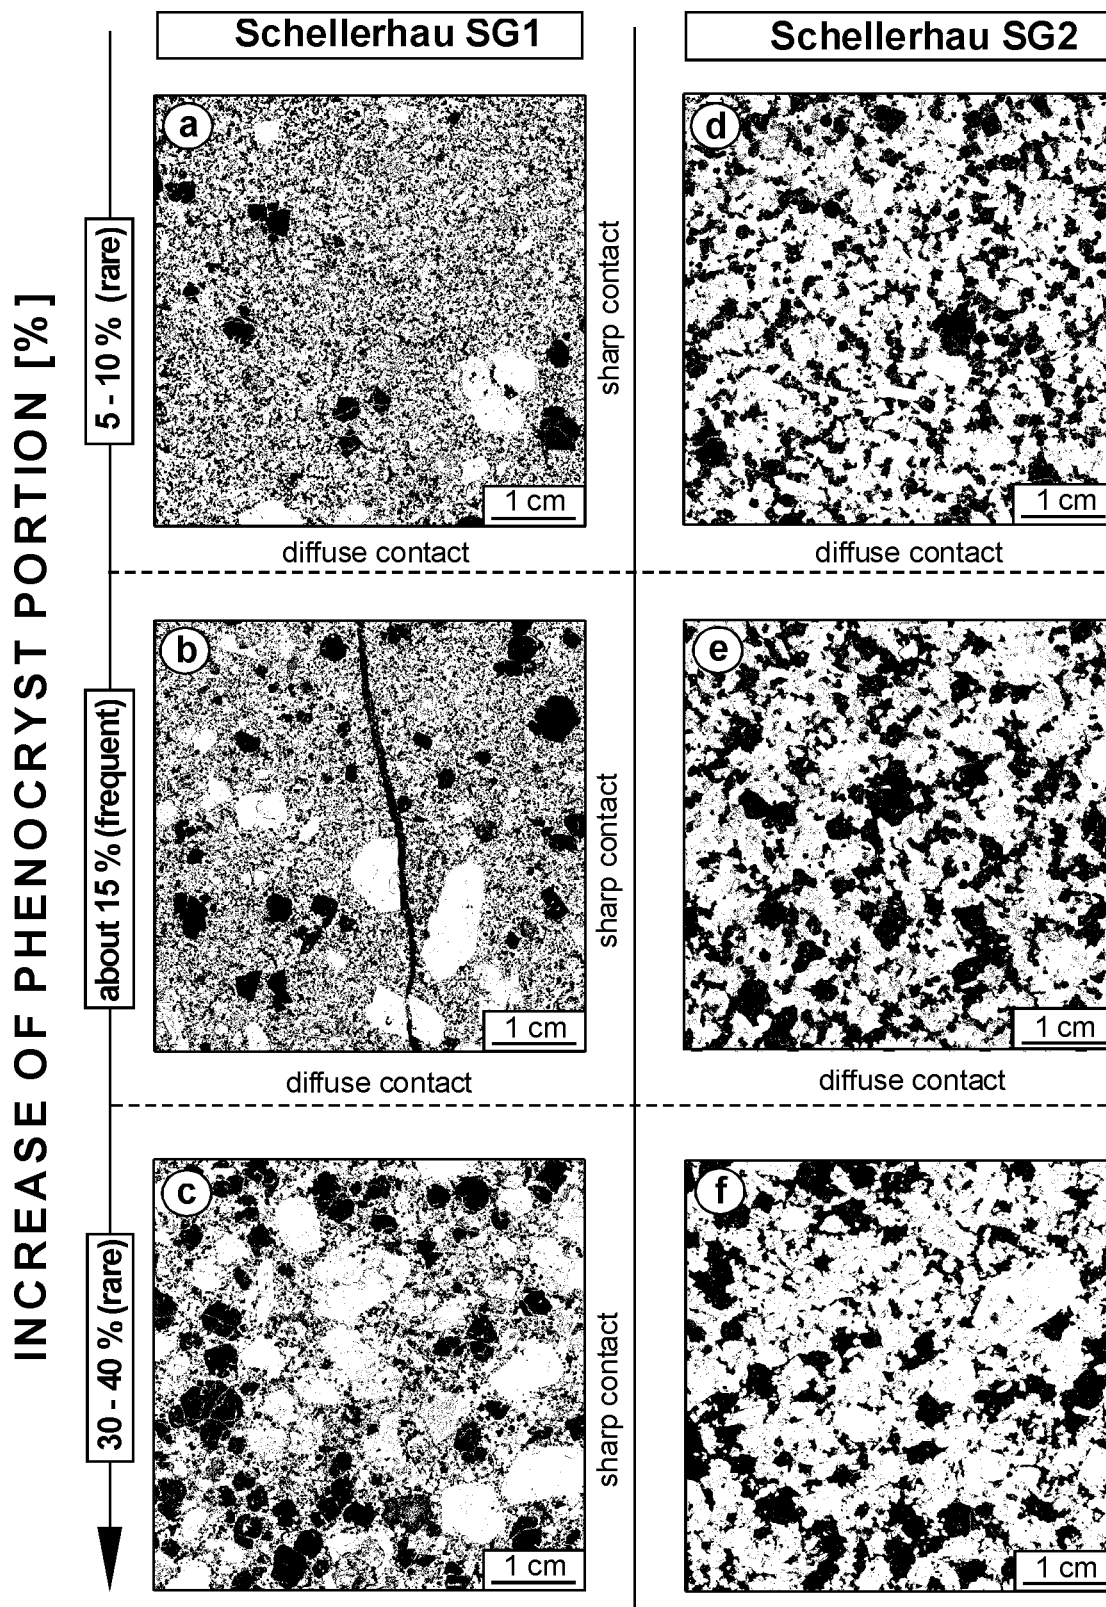 Schellerhau SG1
Schellerhau SG2
INCREASE OF PHENOCRYST PORTION [%]
5 - 10 % (rare)
a
1 cm
sharp contact
d
1 cm
diffuse contact
diffuse contact
about 15 % (frequent)
b
1 cm
sharp contact
e
1 cm
diffuse contact
diffuse contact
30 - 40 % (rare)
c
1 cm
sharp contact
f
1 cm